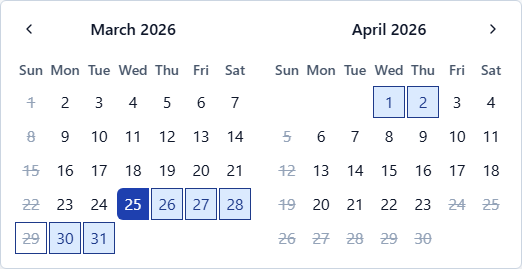 March 2026 April 2026
Sun Mon Tue Wed Thu Fri Sat Sun Mon Tue Wed Thu Fri Sat
1 2 3 4 5 6 7 1 2 3 4
8 9 10 11 12 13 14 5 6 7 8 9 10 11
15 16 17 18 19 20 21 12 13 14 15 16 17 18
22 23 24 25 26 27 28 19 20 21 22 23 24 25
29 30 31 26 27 28 29 30